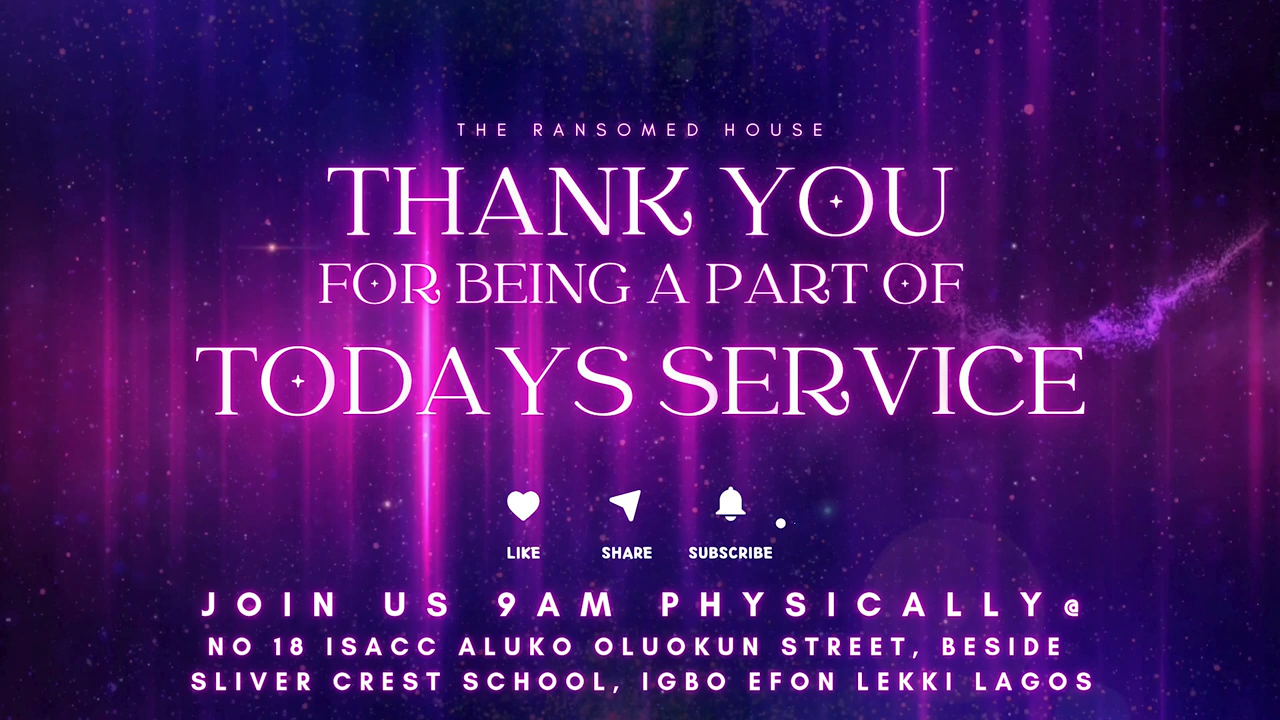 THE RANSOMED HOUSE
THANK YOU
FOR BEING A PART OF
TODAYS SERVICE
LIKE SHARE SUBSCRIBE
JOIN US 9AM PHYSICALLY@
NO 18 ISACC ALUKO OLUOKUN STREET, BESIDE
SLIVER CREST SCHOOL, IGBO EFON LEKKI LAGOS